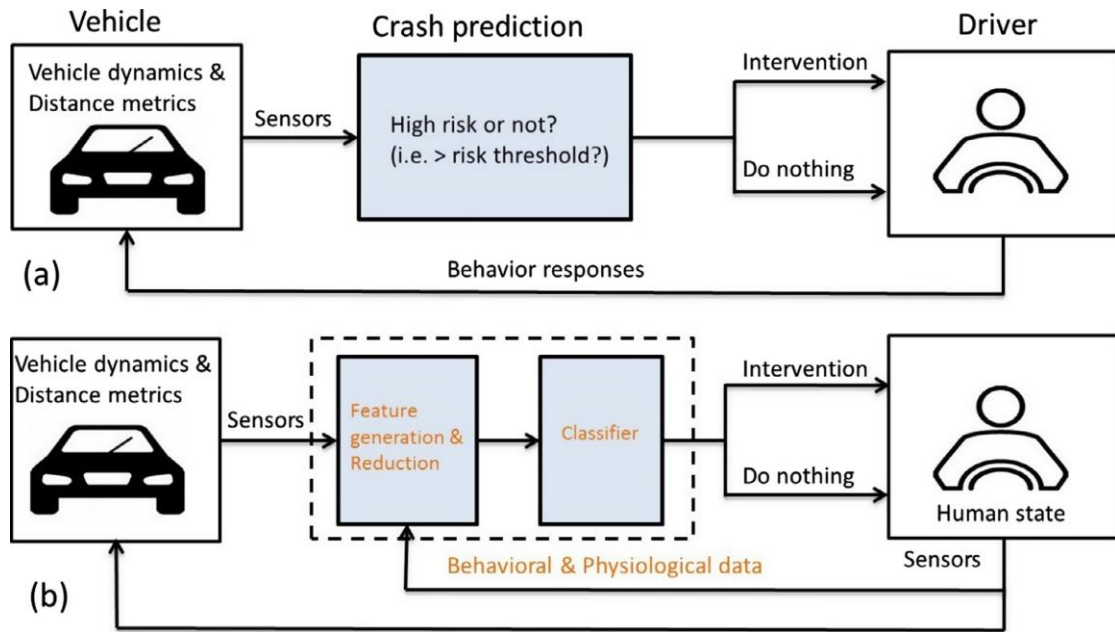 Vehicle
Crash prediction
Driver
Vehicle dynamics &
Distance metrics
Sensors
High risk or not?
(i.e. > risk threshold?)
Intervention
Do nothing
Behavior responses
(a)
Vehicle dynamics &
Distance metrics
Sensors
Feature
generation &
Reduction
Classifier
Intervention
Do nothing
Human state
Sensors
Behavioral & Physiological data
(b)